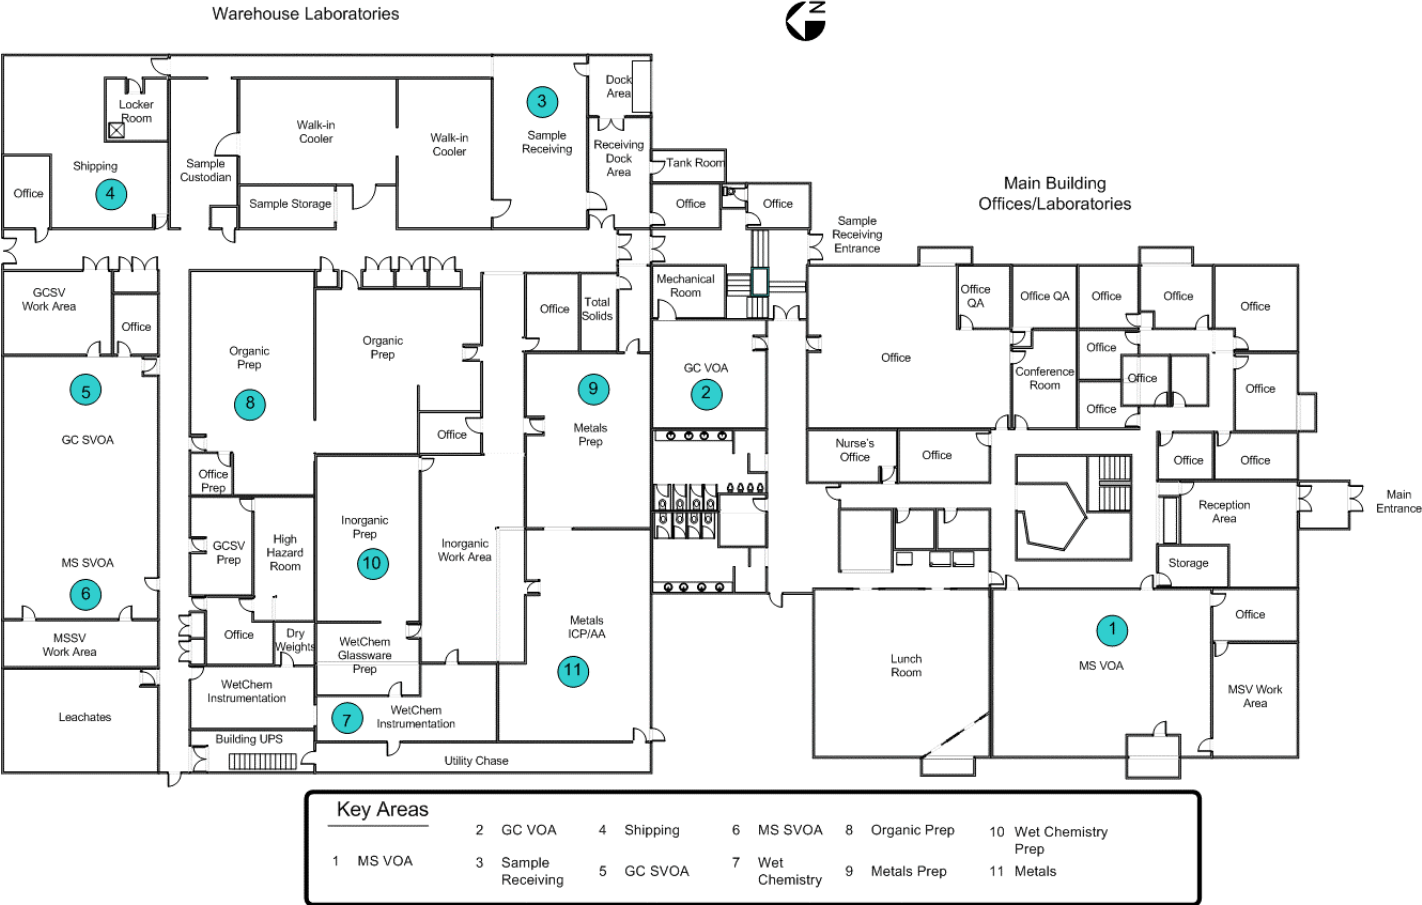 Warehouse Laboratories
N
Locker
Room
Shipping
4
Office
Sample
Custodian
Walk-in
Cooler
Sample Storage
Walk-in
Cooler
3
Sample
Receiving
Dock
Area
Receiving
Dock
Area
Tank Room
Office
Office
Sample
Receiving
Entrance
Main Building
Offices/Laboratories
GCSV
Work Area
Office
Organic
Prep
8
Organic
Prep
Office
Office
Total
Solids
Mechanical
Room
Office
Office
QA
Office QA
Office
Office
Office
5
GC SVOA
9
Metals
Prep
GC VOA
2
Conference
Room
Office
Office
Office
Office
Office
Prep
Nurse's
Office
Office
Office
Office
GCSV
Prep
High
Hazard
Room
Inorganic
Prep
10
Inorganic
Work Area
Reception
Area
Main
Entrance
Storage
MS SVOA
6
MSSV
Work Area
Office
Dry
Weights
WetChem
Glassware
Prep
Metals
ICP/AA
11
Lunch
Room
1
MS VOA
Office
MSV Work
Area
Leachates
WetChem
Instrumentation
7
WetChem
Instrumentation
Building UPS
Utility Chase
Key Areas
1 MS VOA
2 GC VOA
3 Sample
Receiving
4 Shipping
5 GC SVOA
6 MS SVOA
7 Wet
Chemistry
8 Organic Prep
9 Metals Prep
10 Wet Chemistry
Prep
11 Metals